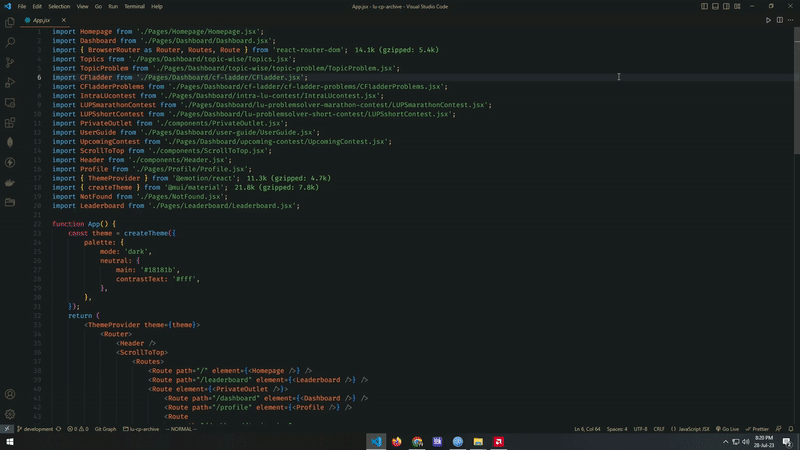 File Edit Selection View Go Run Terminal Help
App.jsx - lu-cp-archive - Visual Studio Code
App.jsx
1 import Homepage from './Pages/Homepage/Homepage.jsx';
2 import Dashboard from './Pages/Dashboard/Dashboard.jsx';
3 import { BrowserRouter as Router, Routes, Route } from 'react-router-dom'; 14.1k (gzipped: 5.4k)
4 import Topics from './Pages/Dashboard/topic-wise/Topics.jsx';
5 import TopicProblem from './Pages/Dashboard/topic-wise/topic-problem/TopicProblem.jsx';
6 import CFladder from './Pages/Dashboard/cf-ladder/CFladder.jsx';
7 import CFladderProblems from './Pages/Dashboard/cf-ladder/cf-ladder-problems/CFladderProblems.jsx';
8 import IntraLUcontest from './Pages/Dashboard/intra-lu-contest/IntraLUcontest.jsx';
9 import LUPSmarathonContest from './Pages/Dashboard/lu-problemsolver-marathon-contest/LUPSmarathonContest.jsx';
10 import LUPSshortContest from './Pages/Dashboard/lu-problemsolver-short-contest/LUPSshortContest.jsx';
11 import PrivateOutlet from './components/PrivateOutlet.jsx';
12 import UserGuide from './Pages/Dashboard/user-guide/UserGuide.jsx';
13 import UpcomingContest from './Pages/Dashboard/upcoming-contest/UpcomingContest.jsx';
14 import ScrollToTop from './components/ScrollToTop.jsx';
15 import Header from './components/Header.jsx';
16 import Profile from './Pages/Profile/Profile.jsx';
17 import { ThemeProvider } from '@emotion/react'; 11.3k (gzipped: 4.7k)
18 import { createTheme } from '@mui/material'; 21.8k (gzipped: 7.8k)
19 import NotFound from './Pages/NotFound.jsx';
20 import Leaderboard from './Pages/Leaderboard/Leaderboard.jsx';
21
22 function App() {
23 const theme = createTheme({
24 palette: {
25 mode: 'dark',
26 neutral: {
27 main: '#18181b',
28 contrastText: '#fff',
29 },
30 },
31 });
32 return (
33 <ThemeProvider theme={theme}>
34 <Router>
35 <Header />
36 <ScrollToTop>
37 <Routes>
38 <Route path="/" element={<Homepage />} />
39 <Route path="/leaderboard" element={<Leaderboard />} />
40 <Route element={<PrivateOutlet />}>
41 <Route path="/dashboard" element={<Dashboard />} />
42 <Route path="/profile" element={<Profile />} />
43 <Route
development 0 0 Git Graph lu-cp-archive -- NORMAL -- Ln 6, Col 64 Spaces: 4 UTF-8 CRLF {} JavaScript JSX Go Live Prettier
8:20 PM
28-Jul-23